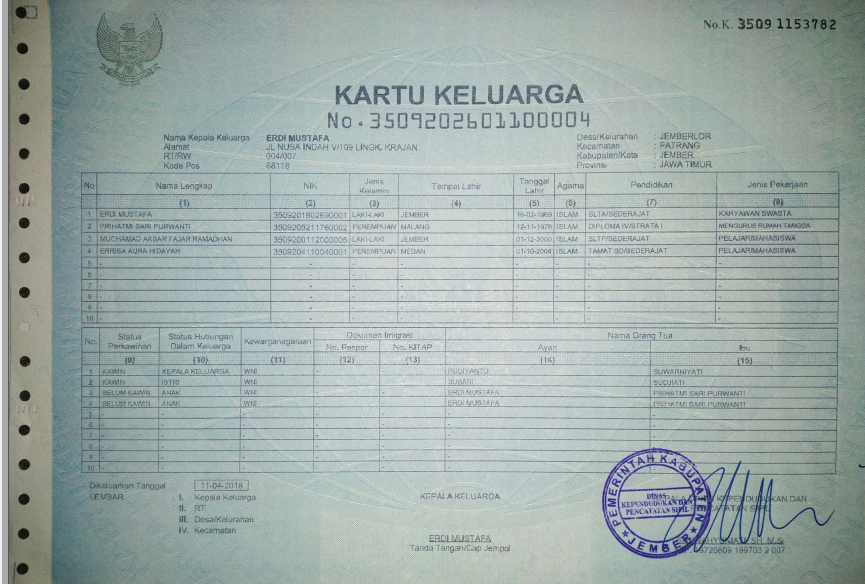 No.K. 3509 1153782
KARTU KELUARGA
No. 3509202601100004
Nama Kepala Keluarga ERDI MUSTAFA
Alamat JL NUSA INDAH V/109 LINGK. KRAJAN
RT/RW 004/007
Kode Pos 68118
Desa/Kelurahan : JEMBERLOR
Kecamatan : PATRANG
Kabupaten/Kota : JEMBER
Provinsi : JAWA TIMUR
No Nama Lengkap NIK Jenis Kelamin Tempat Lahir Tanggal Lahir Agama Pendidikan Jenis Pekerjaan
(1) (2) (3) (4) (5) (6) (7) (8)
1 ERDI MUSTAFA 3509201602690001 LAKI-LAKI JEMBER 16-02-1969 ISLAM SLTA/SEDERAJAT KARYAWAN SWASTA
2 PRIHATMI SARI PURWANTI 3509205211760002 PEREMPUAN MALANG 12-11-1976 ISLAM DIPLOMA IV/STRATA I MENGURUS RUMAH TANGGA
3 MUCHAMAD AKBAR FAJAR RAMADHAN 3509200112000005 LAKI-LAKI JEMBER 01-12-2000 ISLAM SLTP/SEDERAJAT PELAJAR/MAHASISWA
4 ERRISA AURA HIDAYAH 3509204110040001 PEREMPUAN MEDAN 01-10-2004 ISLAM TAMAT SD/SEDERAJAT PELAJAR/MAHASISWA
5 - - - - - - - -
6 - - - - - - - -
7 - - - - - - - -
8 - - - - - - - -
9 - - - - - - - -
10 - - - - - - - -
No. Status Perkawinan Status Hubungan Dalam Keluarga Kewarganegaraan Dokumen Imigrasi Nama Orang Tua
No. Paspor No. KITAP Ayah Ibu
(9) (10) (11) (12) (13) (14) (15)
1 KAWIN KEPALA KELUARGA WNI - - RUDIYANTO SUWARNIYATI
2 KAWIN ISTRI WNI - - SUBARI SUDJIATI
3 BELUM KAWIN ANAK WNI - - ERDI MUSTAFA PRIHATMI SARI PURWANTI
4 BELUM KAWIN ANAK WNI - - ERDI MUSTAFA PRIHATMI SARI PURWANTI
5 - - - - - - -
6 - - - - - - -
7 - - - - - - -
8 - - - - - - -
9 - - - - - - -
10 - - - - - - -
Dikeluarkan Tanggal : 11-04-2018
LEMBAR : I. Kepala Keluarga
II. RT
III. Desa/Kelurahan
IV. Kecamatan
KEPALA KELUARGA
ERDI MUSTAFA
Tanda Tangan/Cap Jempol
KEPENDUDUKAN DAN
PENCATATAN SIPIL
SH, M.Si
199703 2 007
PEMERINTAH KABUPATEN
DINAS
KEPENDUDUKAN DAN
PENCATATAN SIPIL
JEMBER